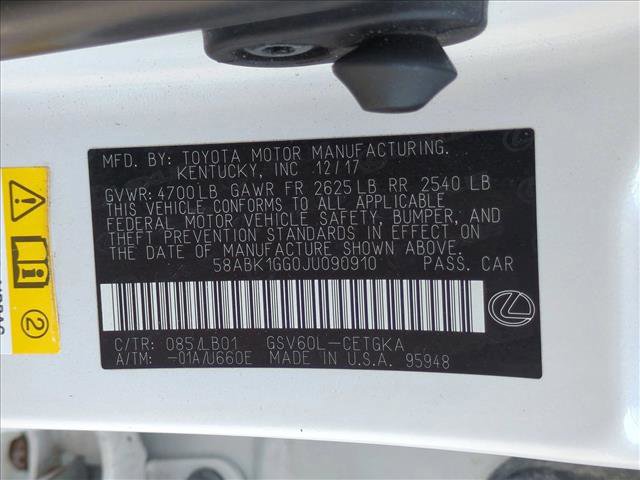 MFD. BY: TOYOTA MOTOR MANUFACTURING.
KENTUCKY, INC 12/17
GVWR: 4700LB GAWR FR 2625LB RR 2540 LB
THIS VEHICLE CONFORMS TO ALL APPLICABLE
FEDERAL MOTOR VEHICLE SAFETY, BUMPER, AND
THEFT PREVENTION STANDARDS IN EFFECT ON
THE DATE OF MANUFACTURE SHOWN ABOVE.
58ABK1GG0JU090910 PASS. CAR
C/TR: 085/LB01 GSV60L-CETGKA
A/TM: -01A/U660E MADE IN U.S.A. 95948
2